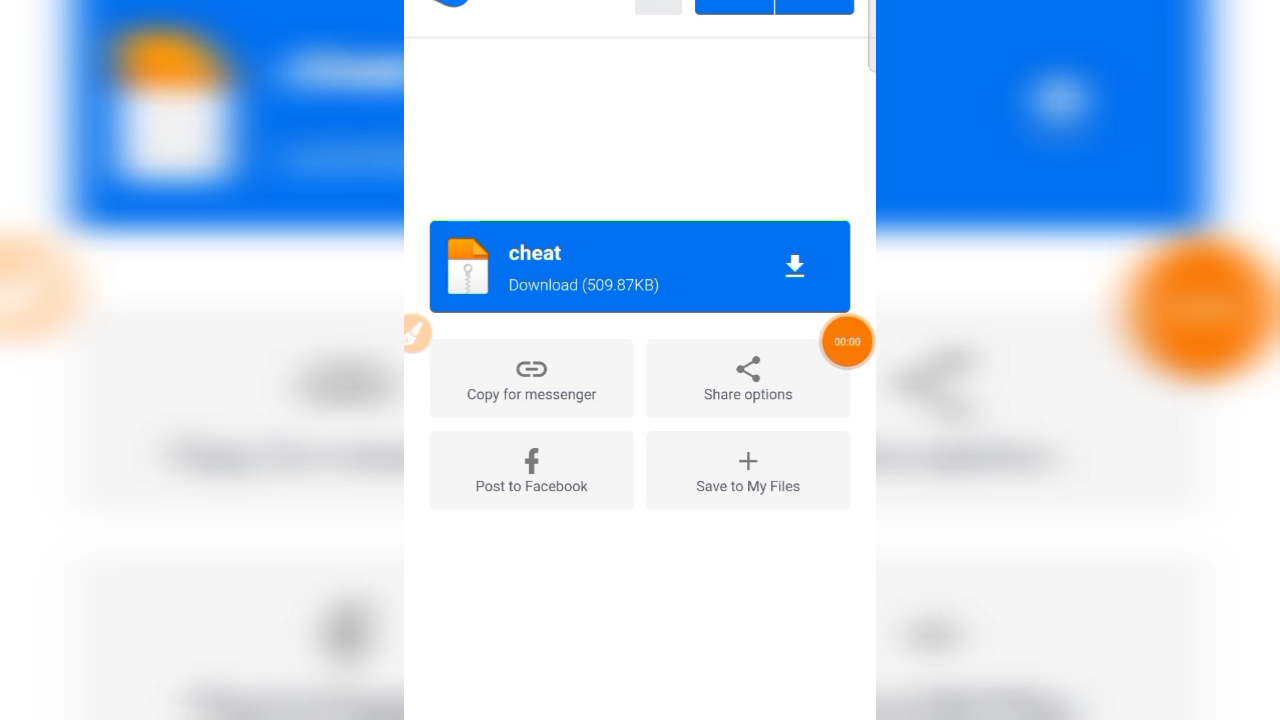 cheat
Download (509.87KB)
00:00
Copy for messenger
Share options
Post to Facebook
Save to My Files